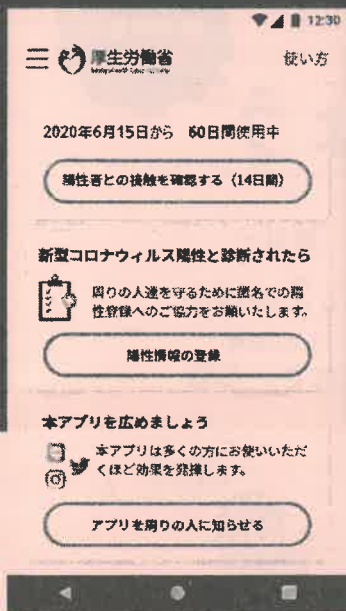 12:30
厚生労働省
使い方
2020年6月15日から 60日間使用中
陽性者との接触を確認する（14日間）
新型コロナウィルス陽性と診断されたら
周りの人達を守るために匿名での陽
性登録へのご協力をお願いたします。
陽性情報の登録
本アプリを広めましょう
本アプリは多くの方にお使いいただ
くほど効果を発揮します。
アプリを周りの人に知らせる